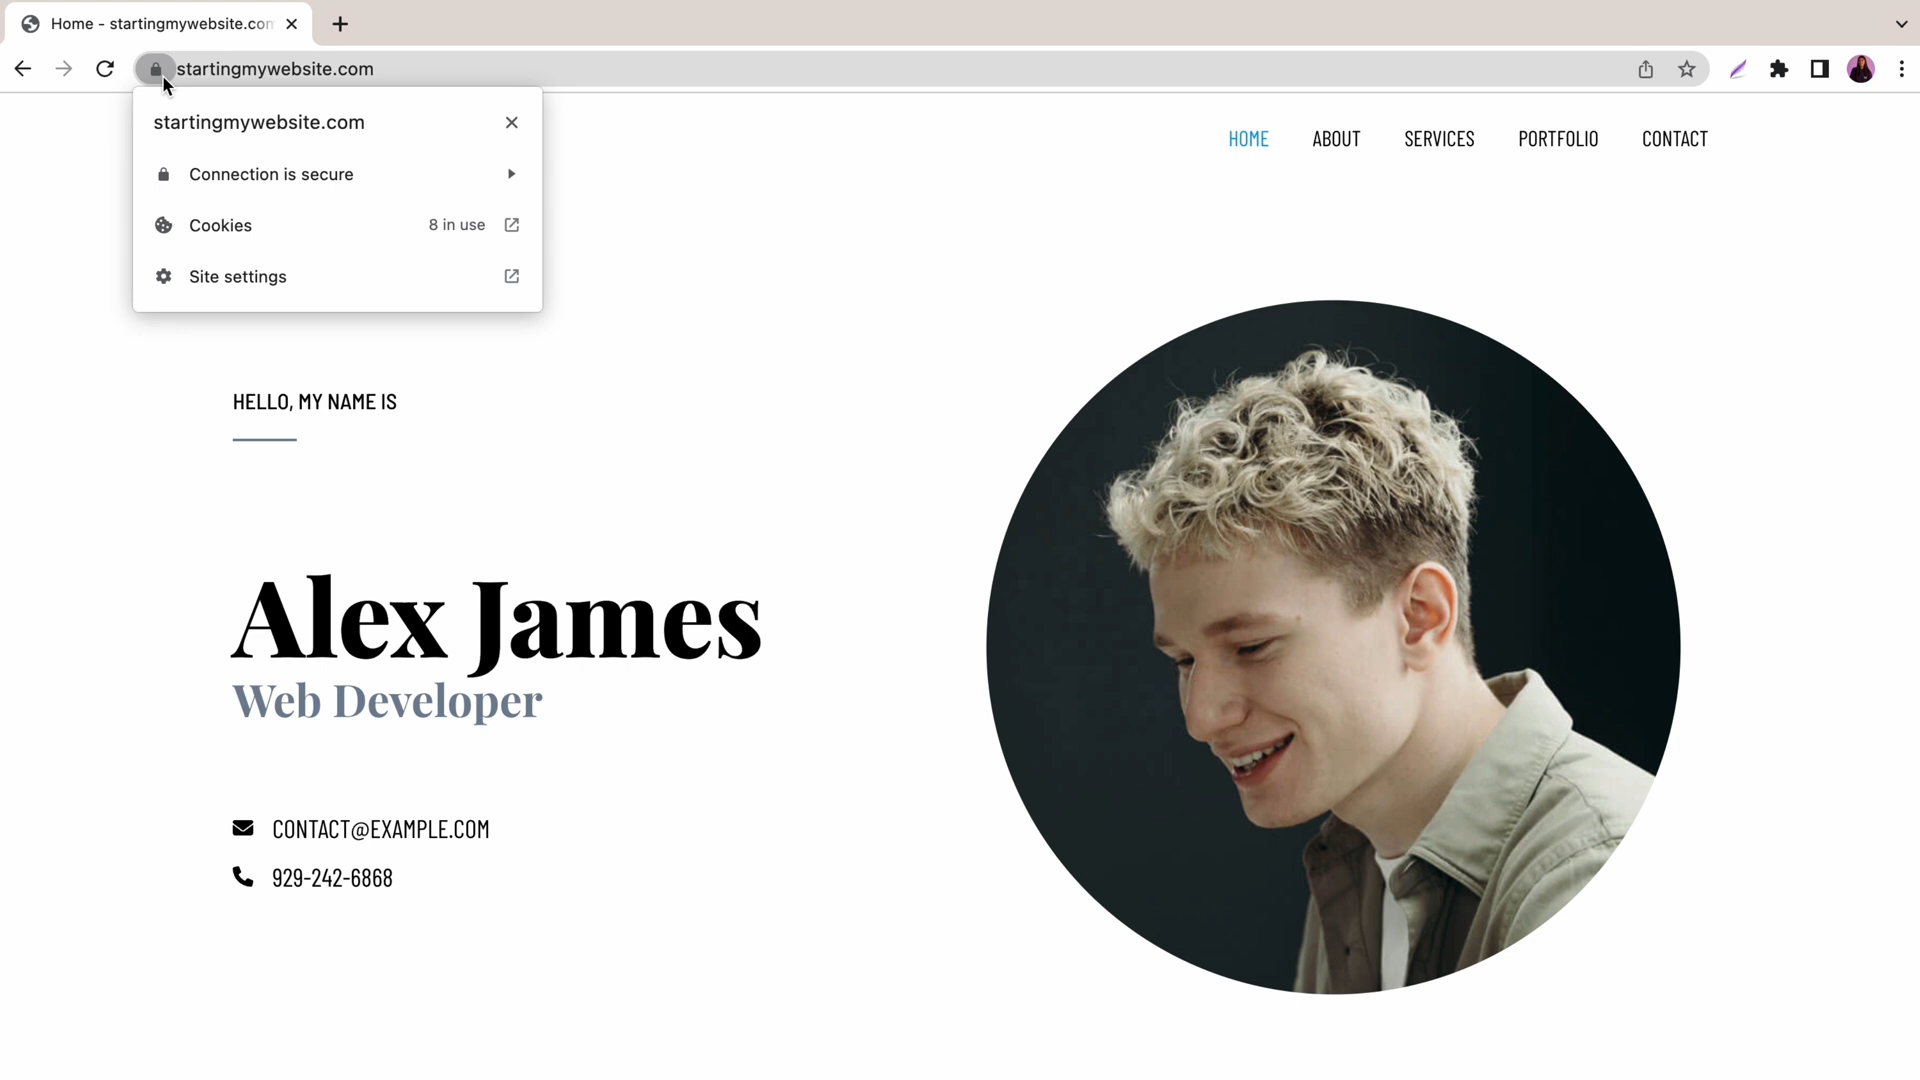 Home - startingmywebsite.com
startingmywebsite.com
startingmywebsite.com
Connection is secure
Cookies 8 in use
Site settings
HOME ABOUT SERVICES PORTFOLIO CONTACT
HELLO, MY NAME IS
Alex James
Web Developer
CONTACT@EXAMPLE.COM
929-242-6868